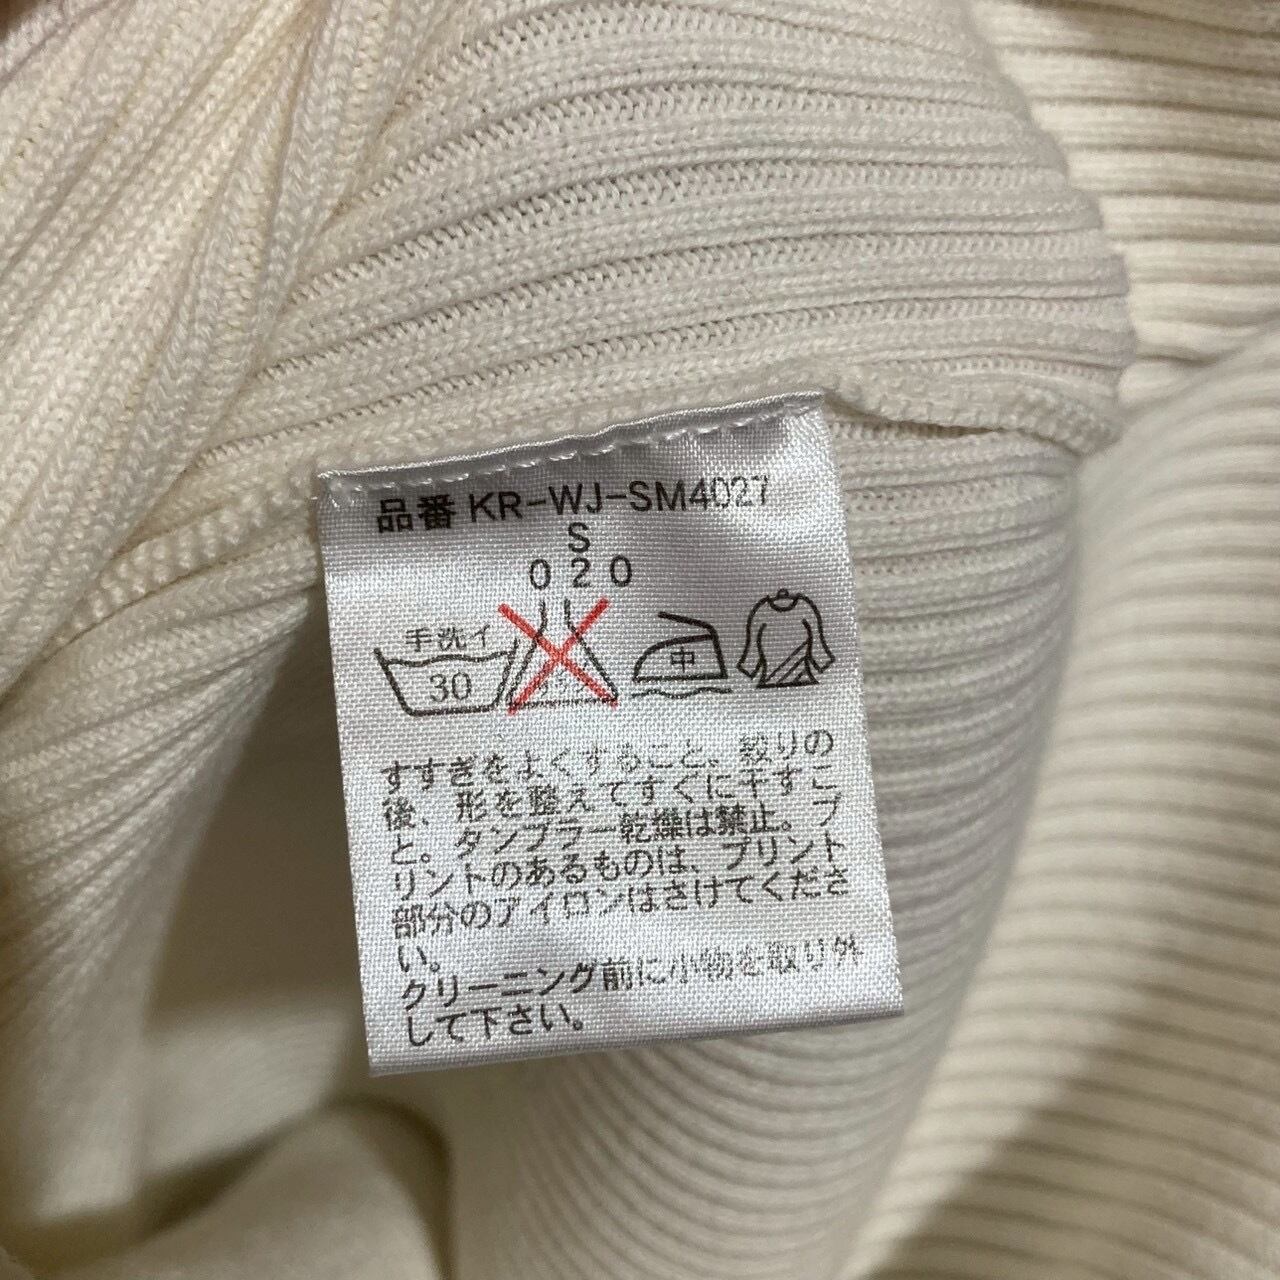 品番 KR-WJ-SM4027
S
0 2 0
手洗イ
30
中
すすぎをよくすること。絞りの
後、形を整えてすぐに干すこ
と。タンブラー乾燥は禁止。プ
リントのあるものは、プリント
部分のアイロンはさけてくださ
い。
クリーニング前に小物を取り外
して下さい。